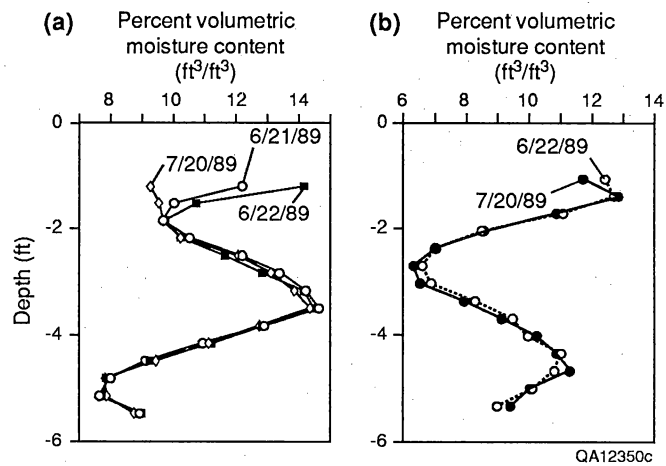 (a) Percent volumetric
moisture content
(ft³/ft³)
8 10 12 14
0
-2
-4
-6
Depth (ft)
6/21/89
7/20/89
6/22/89
(b) Percent volumetric
moisture content
(ft³/ft³)
6 8 10 12 14
0
-2
-4
-6
6/22/89
7/20/89
QA12350c